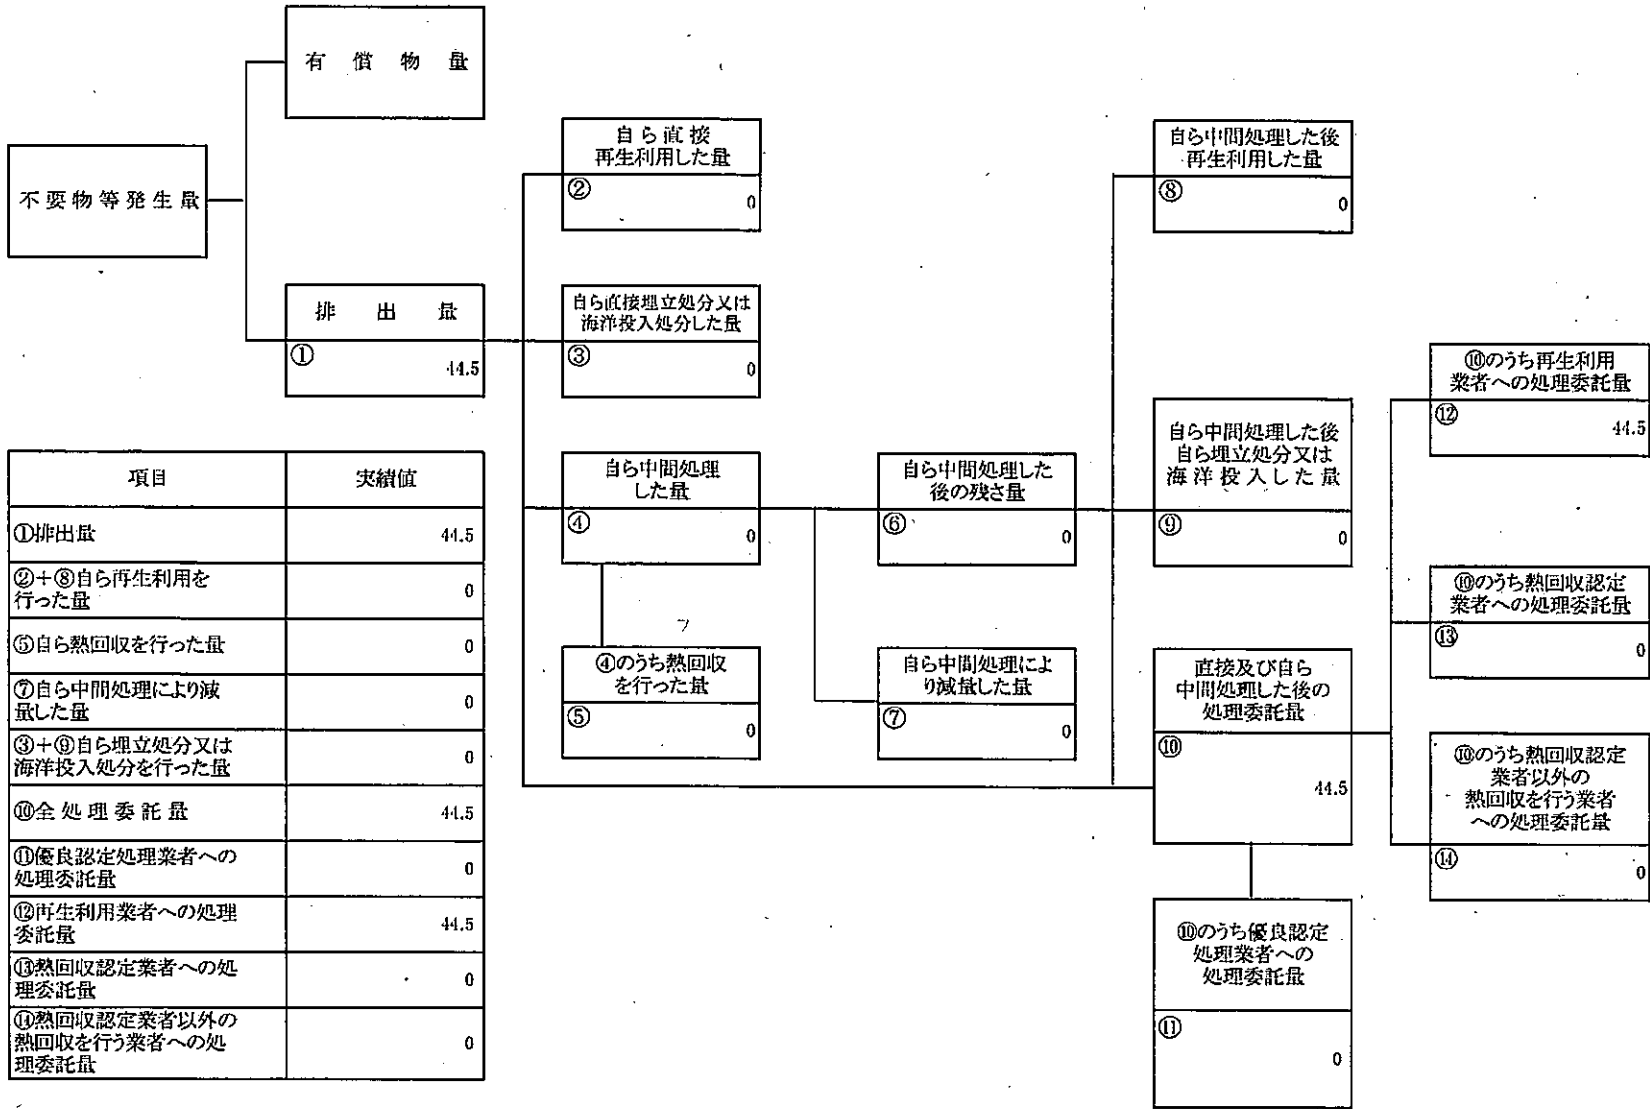 有償物量
不要物等発生量
排出量
①
44.5
自ら直接
再生利用した量
②
0
自ら直接埋立処分又は
海洋投入処分した量
③
0
自ら中間処理
した量
④
0
④のうち熱回収
を行った量
⑤
0
自ら中間処理した
後の残さ量
⑥
0
自ら中間処理によ
り減量した量
⑦
0
自ら中間処理した後
再生利用した量
⑧
0
自ら中間処理した後
自ら埋立処分又は
海洋投入した量
⑨
0
直接及び自ら
中間処理した後の
処理委託量
⑩
44.5
⑩のうち優良認定
処理業者への
処理委託量
⑪
0
⑩のうち再生利用
業者への処理委託量
⑫
44.5
⑩のうち熱回収認定
業者への処理委託量
⑬
0
⑩のうち熱回収認定
業者以外の
熱回収を行う業者
への処理委託量
⑭
0
項目 実績値
①排出量 44.5
②+⑧自ら再生利用を
行った量 0
⑤自ら熱回収を行った量 0
⑦自ら中間処理により減
量した量 0
③+⑨自ら埋立処分又は
海洋投入処分を行った量 0
⑩全処理委託量 44.5
⑪優良認定処理業者への
処理委託量 0
⑫再生利用業者への処理
委託量 44.5
⑬熱回収認定業者への処
理委託量 0
⑭熱回収認定業者以外の
熱回収を行う業者への処
理委託量 0